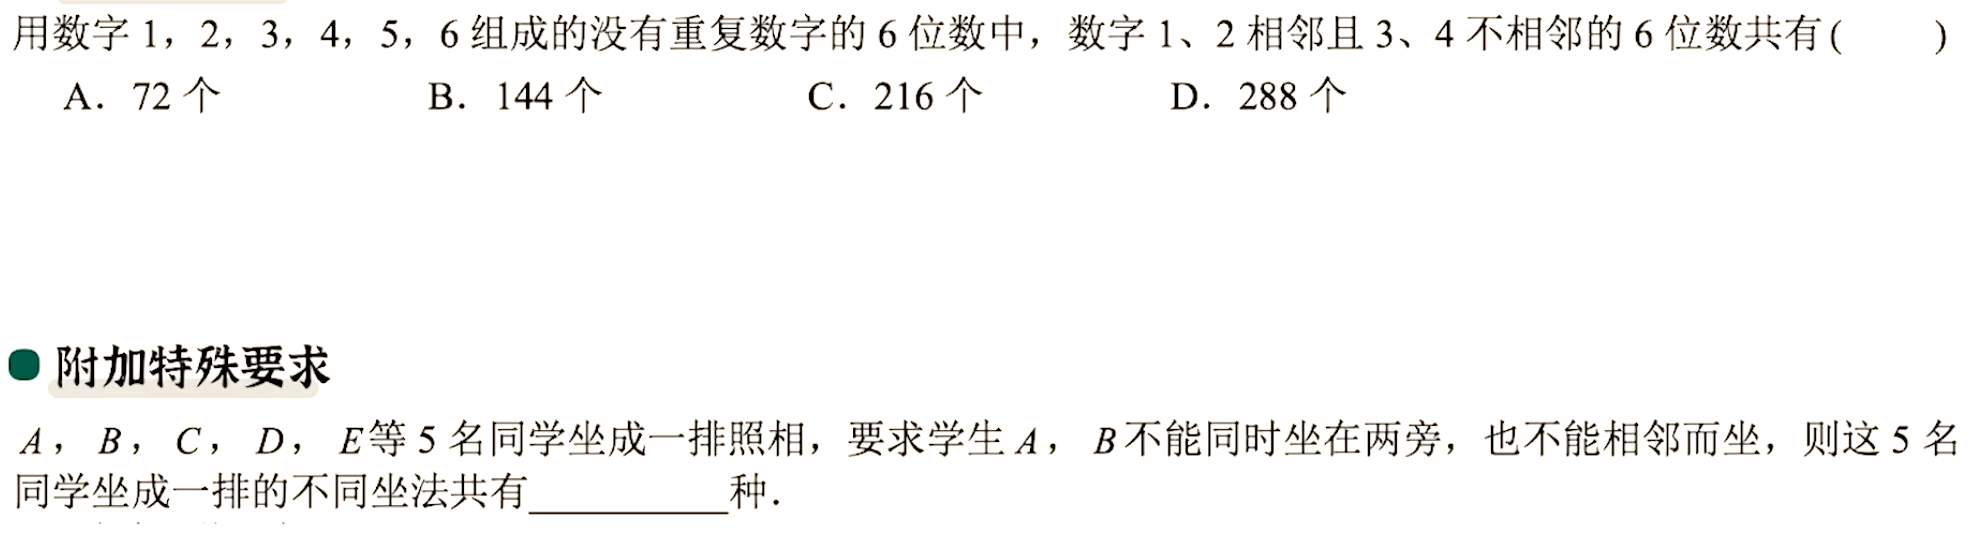 用数字 1，2，3，4，5，6 组成的没有重复数字的 6 位数中，数字 1、2 相邻且 3、4 不相邻的 6 位数共有( )
A．72 个 B．144 个 C．216 个 D．288 个
附加特殊要求
A，B，C，D，E等 5 名同学坐成一排照相，要求学生 A，B不能同时坐在两旁，也不能相邻而坐，则这 5 名
同学坐成一排的不同坐法共有__________种．